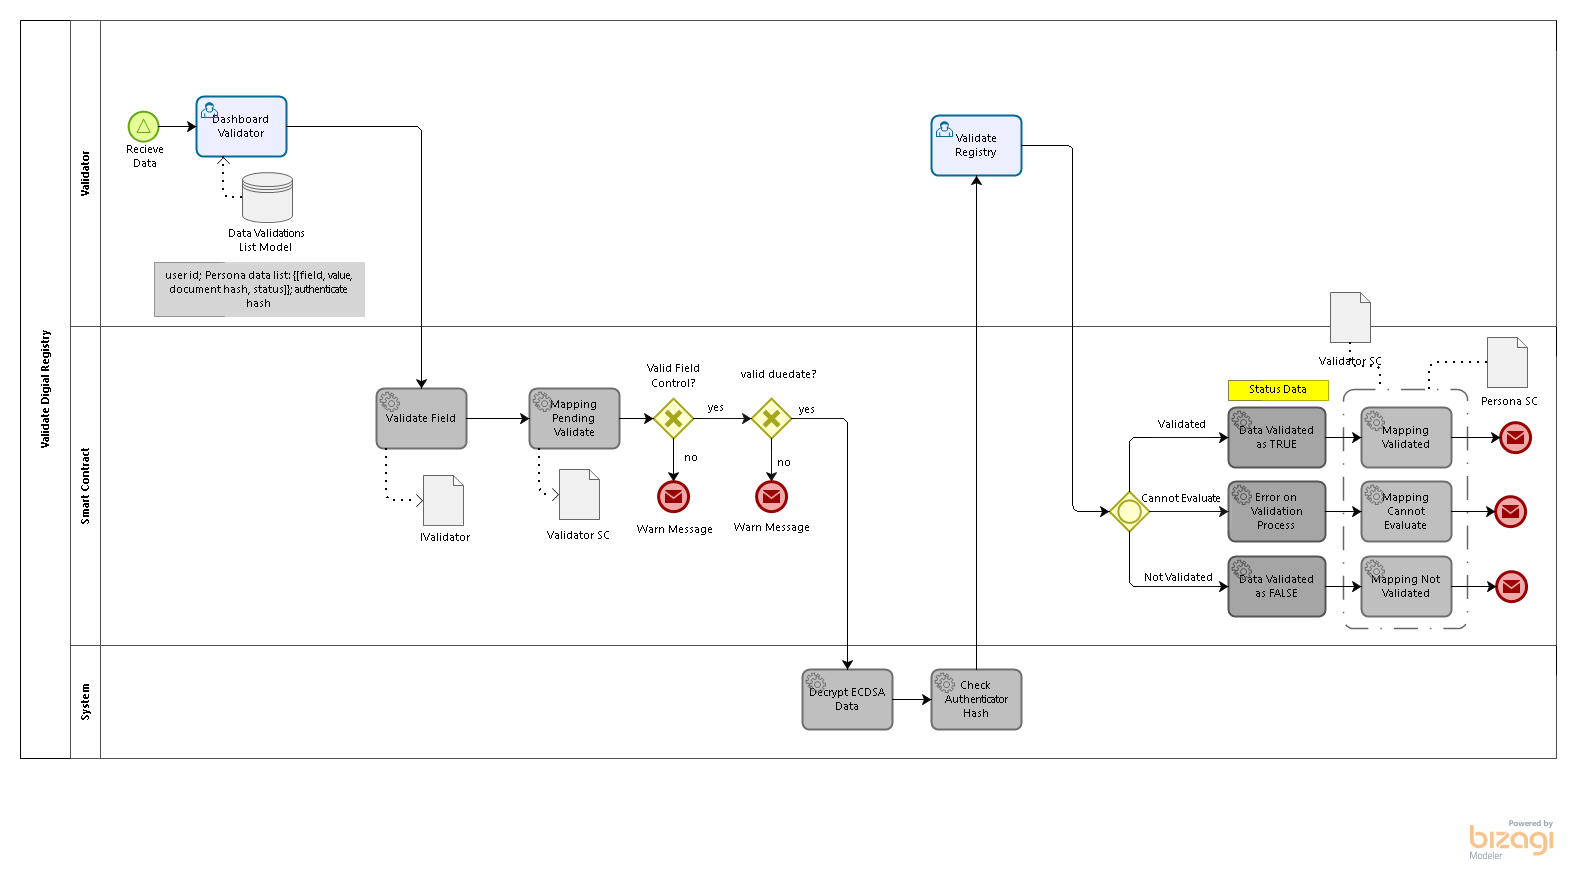 Validate Digial Registry
Validator
Recieve
Data
Dashboard
Validator
Data Validations
List Model
user id; Persona data list: {[field, value,
document hash, status]}; authenticate
hash
Validate
Registry
Smart Contract
Validate Field
IValidator
Mapping
Pending
Validate
Validator SC
Valid Field
Control?
yes
no
Warn Message
valid duedate?
yes
no
Warn Message
Validated
Cannot Evaluate
Not Validated
Status Data
Data Validated
as TRUE
Error on
Validation
Process
Data Validated
as FALSE
Validator SC
Persona SC
Mapping
Validated
Mapping
Cannot
Evaluate
Mapping Not
Validated
System
Decrypt ECDSA
Data
Check
Authenticator
Hash
Powered by
bizagi
Modeler